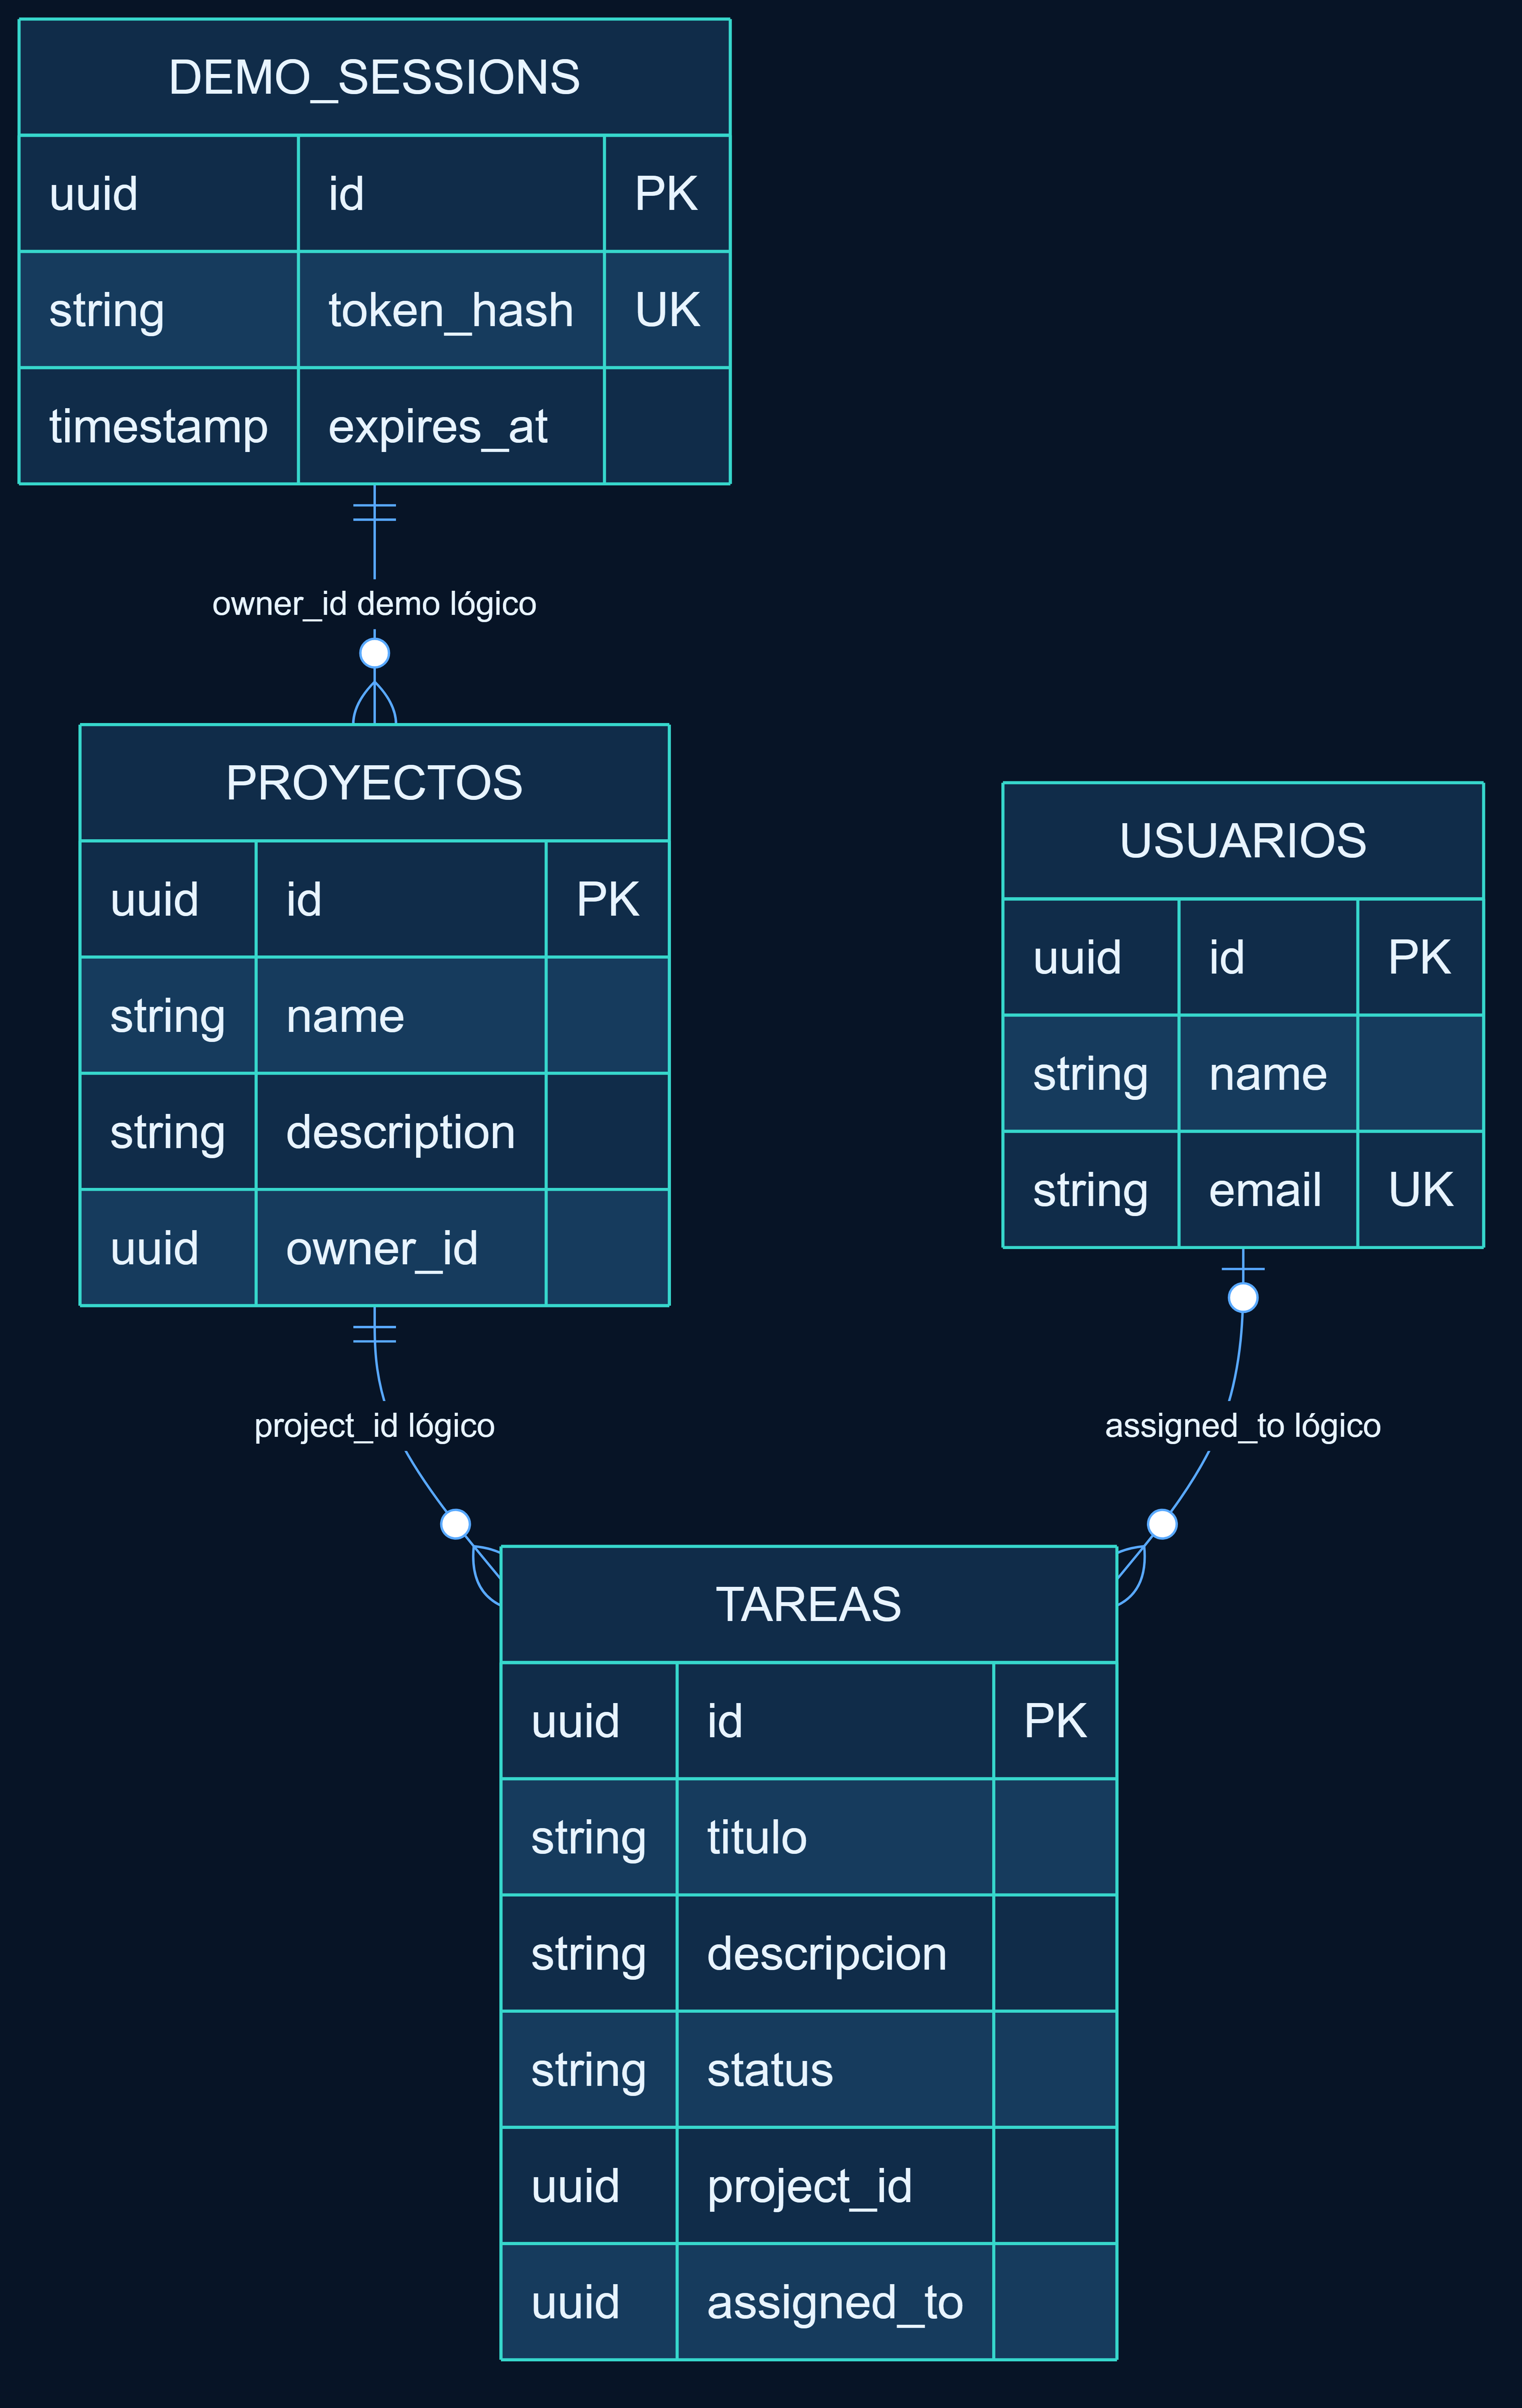 DEMO_SESSIONS
uuid id PK
string token_hash UK
timestamp expires_at
owner_id demo lógico
PROYECTOS
uuid id PK
string name
string description
uuid owner_id
USUARIOS
uuid id PK
string name
string email UK
project_id lógico
assigned_to lógico
TAREAS
uuid id PK
string titulo
string descripcion
string status
uuid project_id
uuid assigned_to